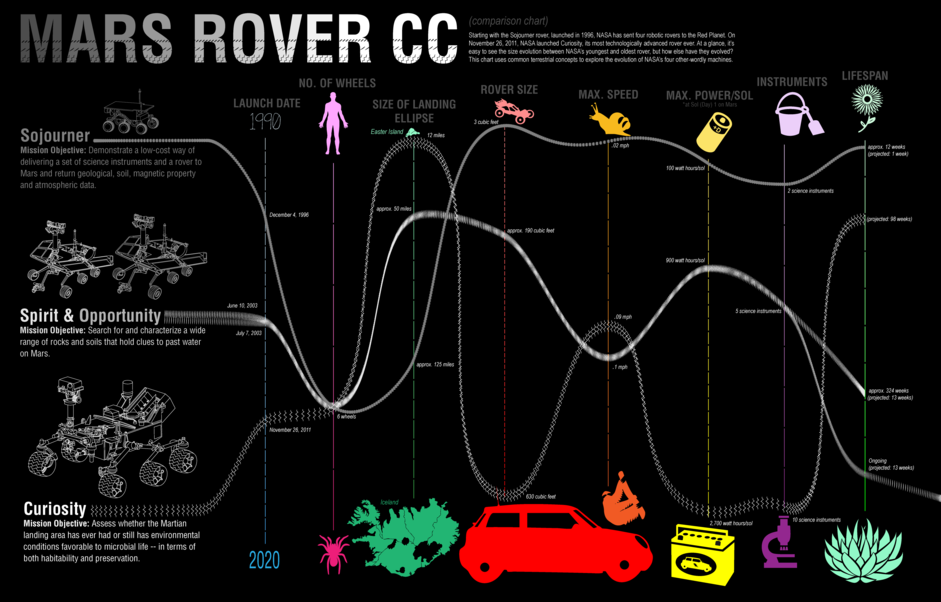 MARS ROVER CC
(comparison chart)
Starting with the Sojourner rover, launched in 1996, NASA has sent four robotic rovers to the Red Planet. On
November 26, 2011, NASA launched Curiosity, its most technologically advanced rover ever. At a glance, it's
easy to see the size evolution between NASA's youngest and oldest rover, but how else have they evolved?
This chart uses common terrestrial concepts to explore the evolution of NASA's four other-wordly machines.
LAUNCH DATE
1990
NO. OF WHEELS
SIZE OF LANDING
ELLIPSE
Easter Island
12 miles
ROVER SIZE
3 cubic feet
MAX. SPEED
.02 mph
MAX. POWER/SOL
*at Sol (Day) 1 on Mars
100 watt hours/sol
INSTRUMENTS
2 science instruments
LIFESPAN
approx. 12 weeks
(projected: 1 week)
Sojourner
Mission Objective: Demonstrate a low-cost way of
delivering a set of science instruments and a rover to
Mars and return geological, soil, magnetic property
and atmospheric data.
December 4, 1996
approx. 50 miles
approx. 190 cubic feet
900 watt hours/sol
(projected: 98 weeks)
Spirit & Opportunity
Mission Objective: Search for and characterize a wide
range of rocks and soils that hold clues to past water
on Mars.
June 10, 2003
July 7, 2003
.09 mph
5 science instruments
.1 mph
approx. 125 miles
approx. 324 weeks
(projected: 13 weeks)
6 wheels
November 26, 2011
Ongoing
(projected: 13 weeks)
Curiosity
Mission Objective: Assess whether the Martian
landing area has ever had or still has environmental
conditions favorable to microbial life -- in terms of
both habitability and preservation.
2020
Iceland
630 cubic feet
2,700 watt hours/sol
10 science instruments